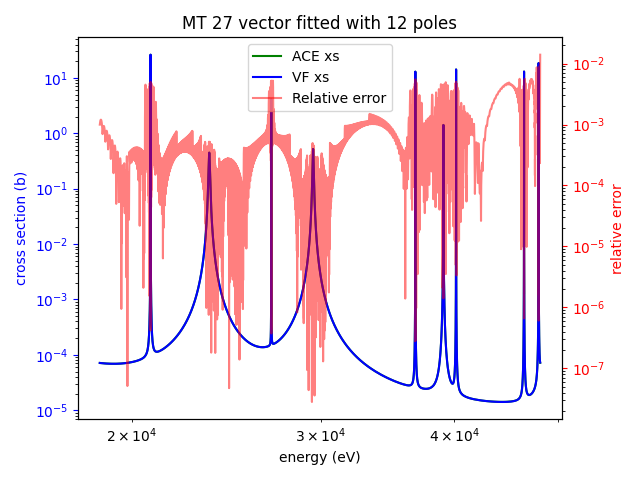 MT 27 vector fitted with 12 poles
ACE xs
VF xs
Relative error
cross section (b)
10^1
10^0
10^−1
10^−2
10^−3
10^−4
10^−5
relative error
10^−2
10^−3
10^−4
10^−5
10^−6
10^−7
2 × 10^4
3 × 10^4
4 × 10^4
energy (eV)